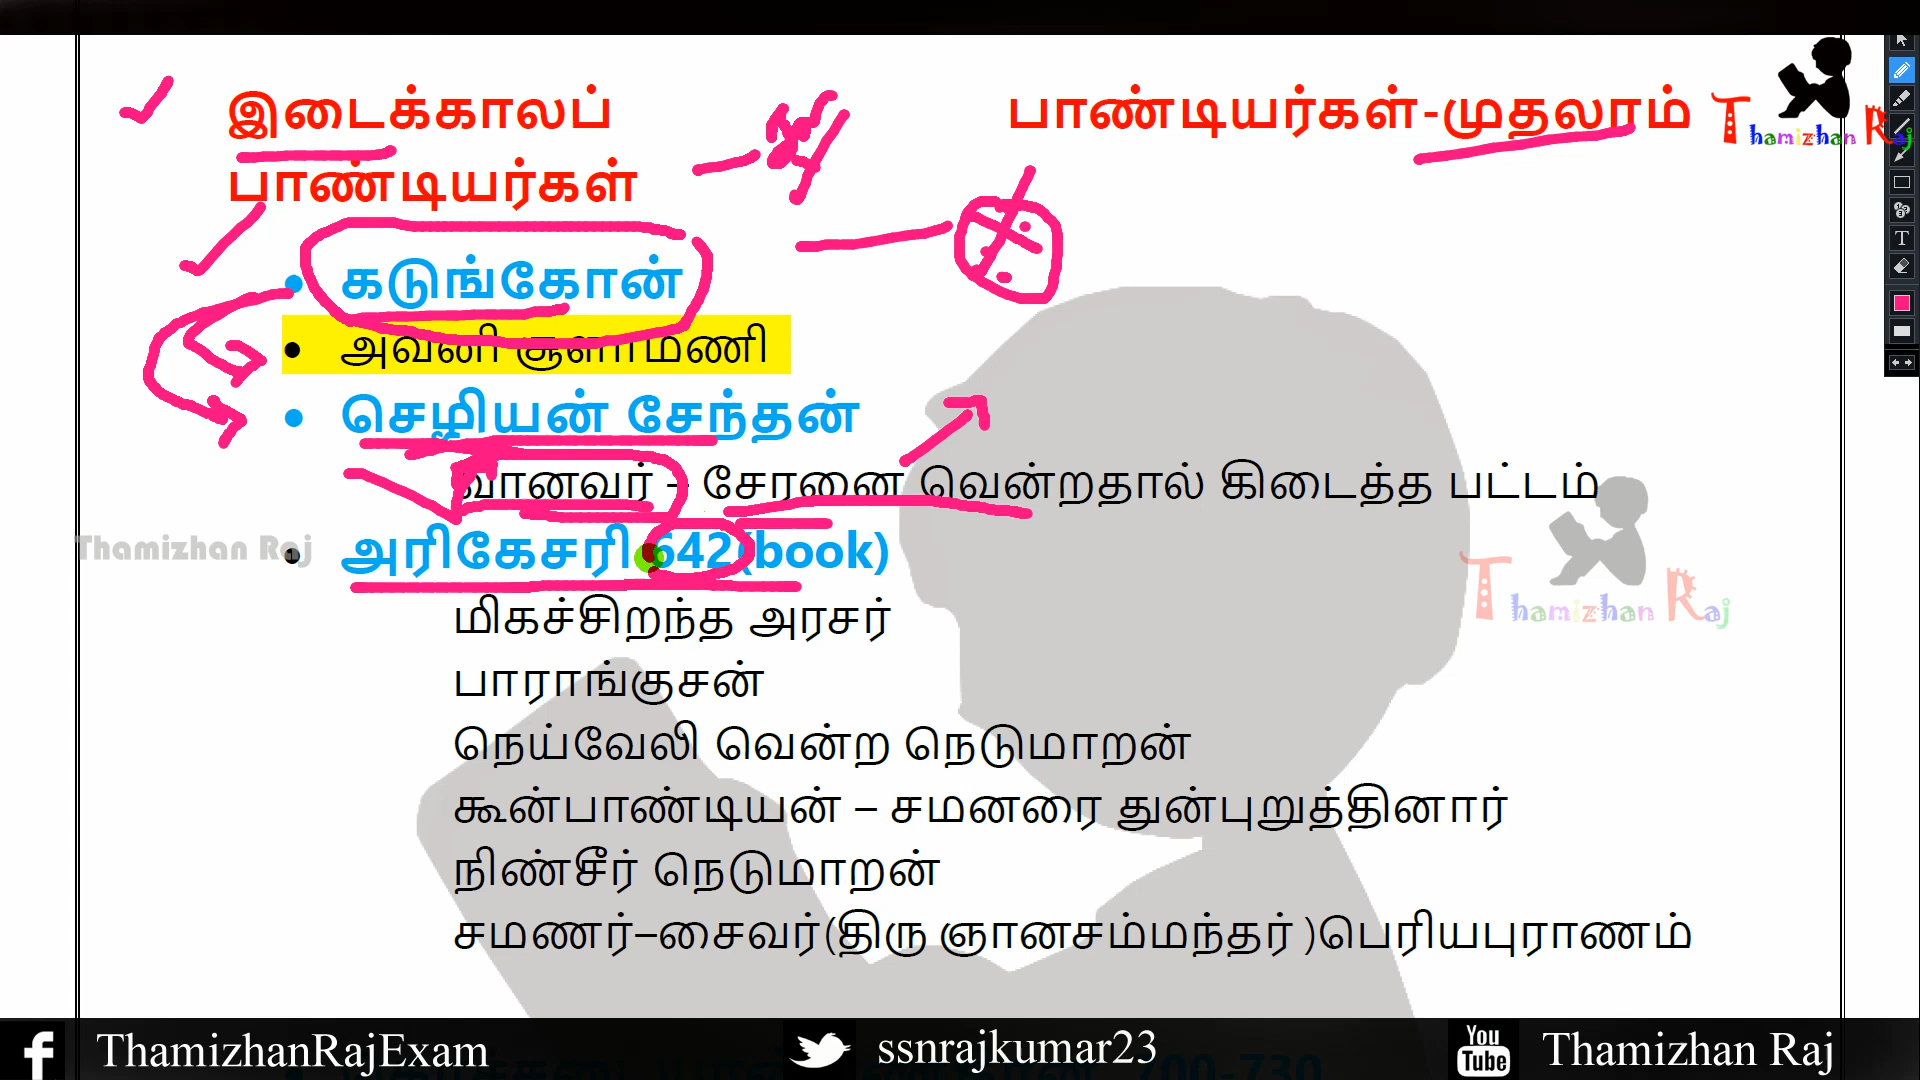 இடைக்காலப் பாண்டியர்கள்-முதலாம்
பாண்டியர்கள்
Thamizhan Raj
• கடுங்கோன்
• அவனி சூளாமணி
• செழியன் சேந்தன்
வானவர் – சேரனை வென்றதால் கிடைத்த பட்டம்
Thamizhan Raj
• அரிகேசரி 642(book)
Thamizhan Raj
மிகச்சிறந்த அரசர்
பாராங்குசன்
நெய்வேலி வென்ற நெடுமாறன்
கூன்பாண்டியன் – சமனரை துன்புறுத்தினார்
நிண்சீர் நெடுமாறன்
சமணர்–சைவர்(திரு ஞானசம்மந்தர் )பெரியபுராணம்
700-730
ThamizhanRajExam
ssnrajkumar23
You Tube
Thamizhan Raj